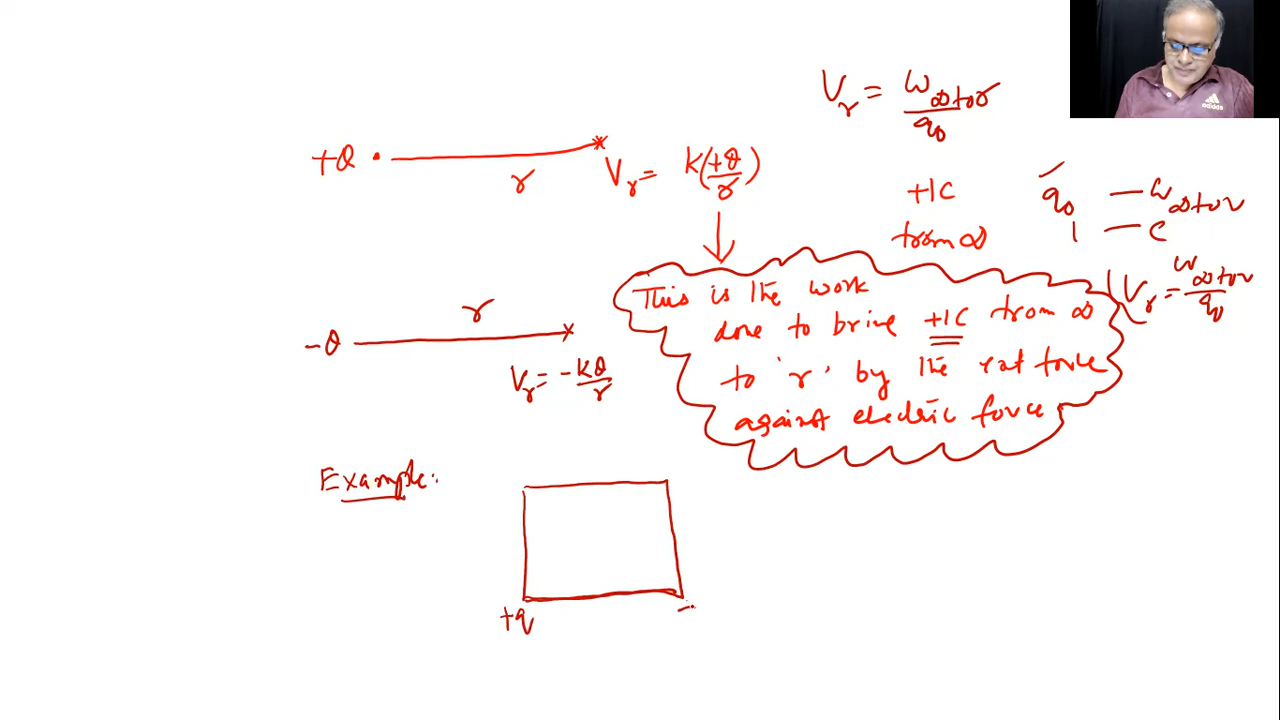 V_r = W_∞ to r / q_0
+Q . r V_r = K(+Q/r)
+1C
from ∞
q_0 — W_∞ to r
1 — C
V_r = W_∞ to r / q_0
This is the work
done to bring +1C from ∞
to 'r' by the ext force
against electric force
-Q r
V_r = -KQ/r
Example:
+q -
adidas